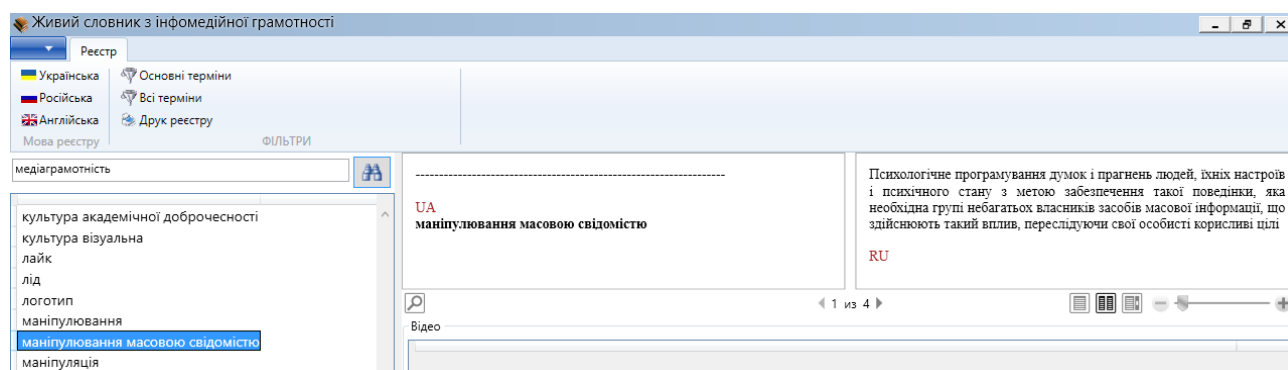 Живий словник з інфомедійної грамотності
Реєстр
Українська
Російська
Англійська
Мова реєстру
Основні терміни
Всі терміни
Друк реєстру
ФІЛЬТРИ
медіаграмотність
культура академічної доброчесності
культура візуальна
лайк
лід
логотип
маніпулювання
маніпулювання масовою свідомістю
маніпуляція
-----------------------------------------------------------------
UA
маніпулювання масовою свідомістю
Психологічне програмування думок і прагнень людей, їхніх настроїв
і психічного стану з метою забезпечення такої поведінки, яка
необхідна групі небагатьох власників засобів масової інформації, що
здійснюють такий вплив, переслідуючи свої особисті корисливі цілі
RU
1 из 4
Відео